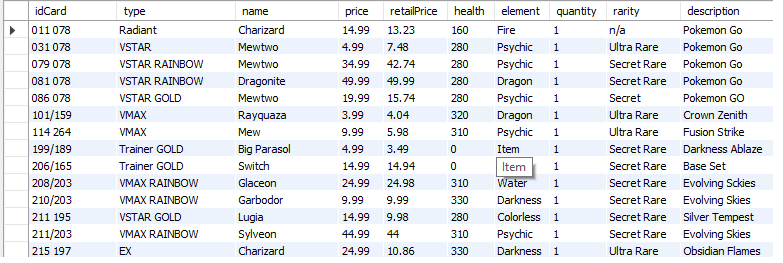 idCard type name price retailPrice health element quantity rarity description
011 078 Radiant Charizard 14.99 13.23 160 Fire 1 n/a Pokemon Go
031 078 VSTAR Mewtwo 4.99 7.48 280 Psychic 1 Ultra Rare Pokemon Go
079 078 VSTAR RAINBOW Mewtwo 34.99 42.74 280 Psychic 1 Secret Rare Pokemon Go
081 078 VSTAR RAINBOW Dragonite 49.99 49.99 280 Dragon 1 Secret Rare Pokemon Go
086 078 VSTAR GOLD Mewtwo 19.99 15.74 280 Psychic 1 Secret Pokemon GO
101/159 VMAX Rayquaza 3.99 4.04 320 Dragon 1 Ultra Rare Crown Zenith
114 264 VMAX Mew 9.99 5.98 310 Psychic 1 Ultra Rare Fusion Strike
199/189 Trainer GOLD Big Parasol 4.99 3.49 0 Item 1 Secret Rare Darkness Ablaze
206/165 Trainer GOLD Switch 14.99 14.94 0 Item 1 Secret Rare Base Set
208/203 VMAX RAINBOW Glaceon 24.99 24.98 310 Water 1 Secret Rare Evolving Sckies
210/203 VMAX RAINBOW Garbodor 9.99 9.99 330 Darkness 1 Secret Rare Evolving Skies
211 195 VSTAR GOLD Lugia 14.99 9.98 280 Colorless 1 Secret Rare Silver Tempest
211/203 VMAX RAINBOW Sylveon 44.99 44 310 Psychic 1 Secret Rare Evolving Skies
215 197 EX Charizard 24.99 10.86 330 Darkness 1 Ultra Rare Obsidian Flames